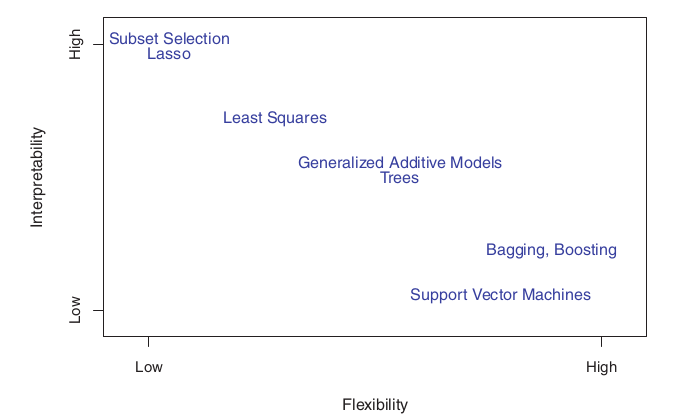 High
Subset Selection
Lasso
Least Squares
Generalized Additive Models
Trees
Interpretability
Bagging, Boosting
Support Vector Machines
Low
Low
High
Flexibility